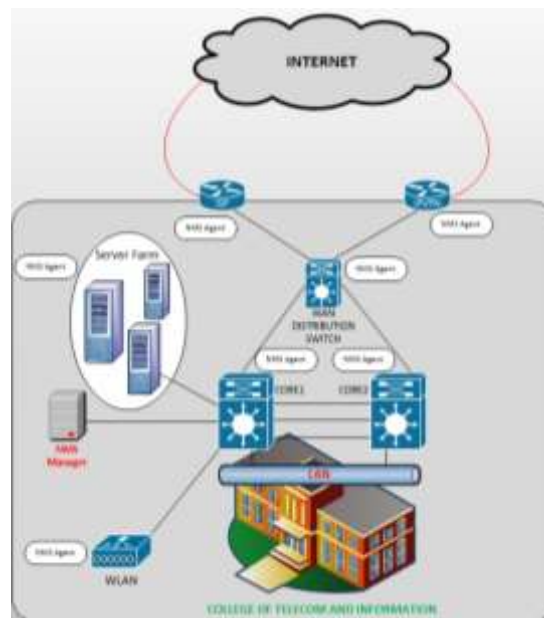 INTERNET
NMS Agent
NMS Agent
NMS Agent
Server Farm
NMS Agent
WAN
DISTRIBUTION
SWITCH
NMS Agent
NMS Agent
CORE1
CORE2
NMS
Manager
CAN
NMS Agent
WLAN
COLLEGE OF TELECOM AND INFORMATION